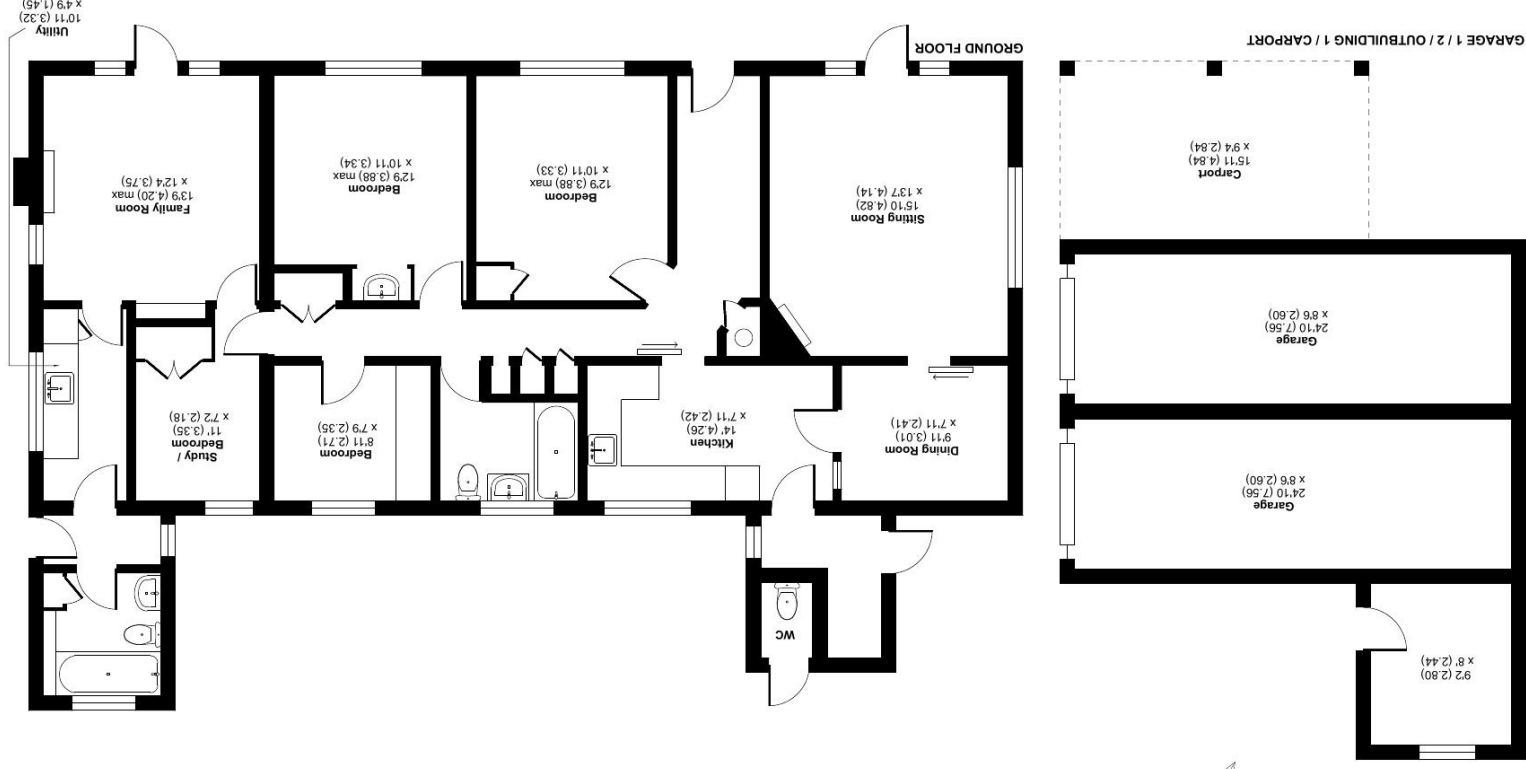 9'2 (2.80)
x 8' (2.44)
WC
Garage
24'10 (7.56)
x 8'6 (2.60)
Dining Room
9'11 (3.01)
x 7'11 (2.41)
Kitchen
14' (4.26)
x 7'11 (2.42)
Bedroom
8'11 (2.71)
x 7'9 (2.35)
Study /
Bedroom
11' (3.35)
x 7'2 (2.18)
Garage
24'10 (7.56)
x 8'6 (2.60)
Carport
15'11 (4.84)
x 9'4 (2.84)
Sitting Room
15'10 (4.82)
x 13'7 (4.14)
Bedroom
12'9 (3.88) max
x 10'11 (3.33)
Bedroom
12'9 (3.88) max
x 10'11 (3.34)
Family Room
13'9 (4.20) max
x 12'4 (3.75)
GARAGE 1 / 2 / OUTBUILDING 1 / CARPORT
GROUND FLOOR
Utility
10'11 (3.32)
x 4'9 (1.45)